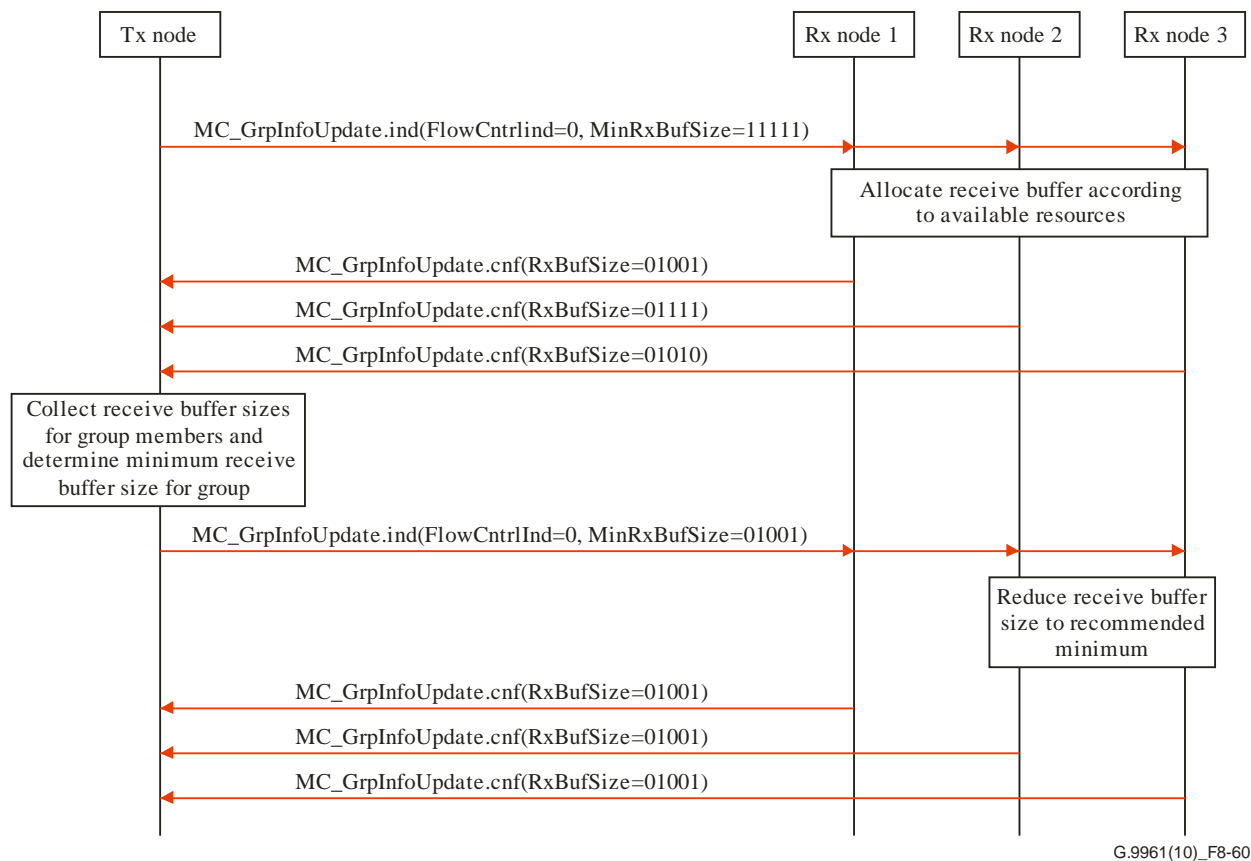 Tx node
Rx node 1
Rx node 2
Rx node 3
MC_GrpInfoUpdate.ind(FlowCntrlind=0, MinRxBufSize=11111)
Allocate receive buffer according
to available resources
MC_GrpInfoUpdate.cnf(RxBufSize=01001)
MC_GrpInfoUpdate.cnf(RxBufSize=01111)
MC_GrpInfoUpdate.cnf(RxBufSize=01010)
Collect receive buffer sizes
for group members and
determine minimum receive
buffer size for group
MC_GrpInfoUpdate.ind(FlowCntrlInd=0, MinRxBufSize=01001)
Reduce receive buffer
size to recommended
minimum
MC_GrpInfoUpdate.cnf(RxBufSize=01001)
MC_GrpInfoUpdate.cnf(RxBufSize=01001)
MC_GrpInfoUpdate.cnf(RxBufSize=01001)
G.9961(10)_F8-60